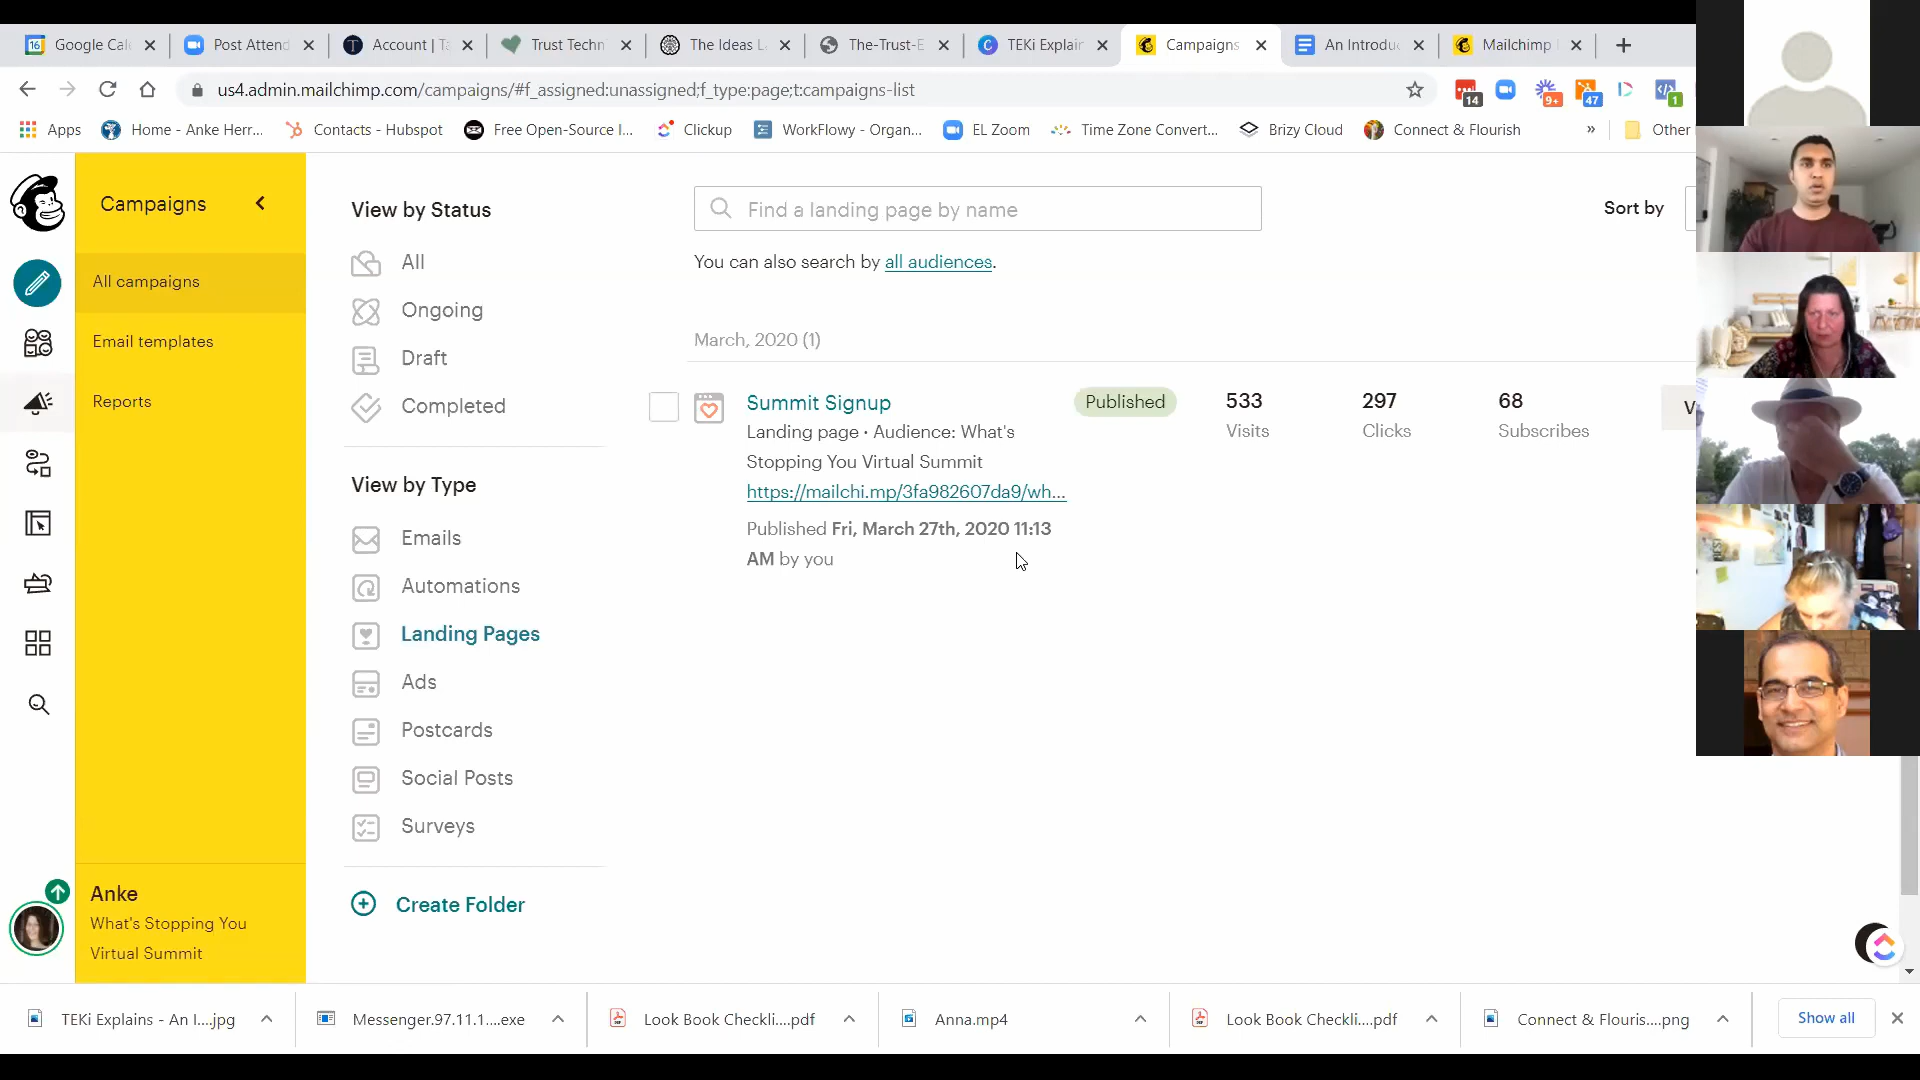 Google Cal
Post Attend
Account | Ta
Trust Techn
The Ideas L
The-Trust-E
TEKi Explain
Campaigns
An Introduc
Mailchimp
us4.admin.mailchimp.com/campaigns/#f_assigned:unassigned;f_type:page;t:campaigns-list
14
9+
47
1
Apps
Home - Anke Herr...
Contacts - Hubspot
Free Open-Source I...
Clickup
WorkFlowy - Organ...
EL Zoom
Time Zone Convert...
Brizy Cloud
Connect & Flourish
»
Other
Campaigns
All campaigns
Email templates
Reports
Anke
What's Stopping You
Virtual Summit
View by Status
All
Ongoing
Draft
Completed
View by Type
Emails
Automations
Landing Pages
Ads
Postcards
Social Posts
Surveys
Create Folder
Find a landing page by name
Sort by
You can also search by all audiences.
March, 2020 (1)
Summit Signup
Landing page · Audience: What's
Stopping You Virtual Summit
https://mailchi.mp/3fa982607da9/wh...
Published Fri, March 27th, 2020 11:13
AM by you
Published
533
Visits
297
Clicks
68
Subscribes
V
TEKi Explains - An I....jpg
Messenger.97.11.1....exe
Look Book Checkli....pdf
Anna.mp4
Look Book Checkli....pdf
Connect & Flouris....png
Show all